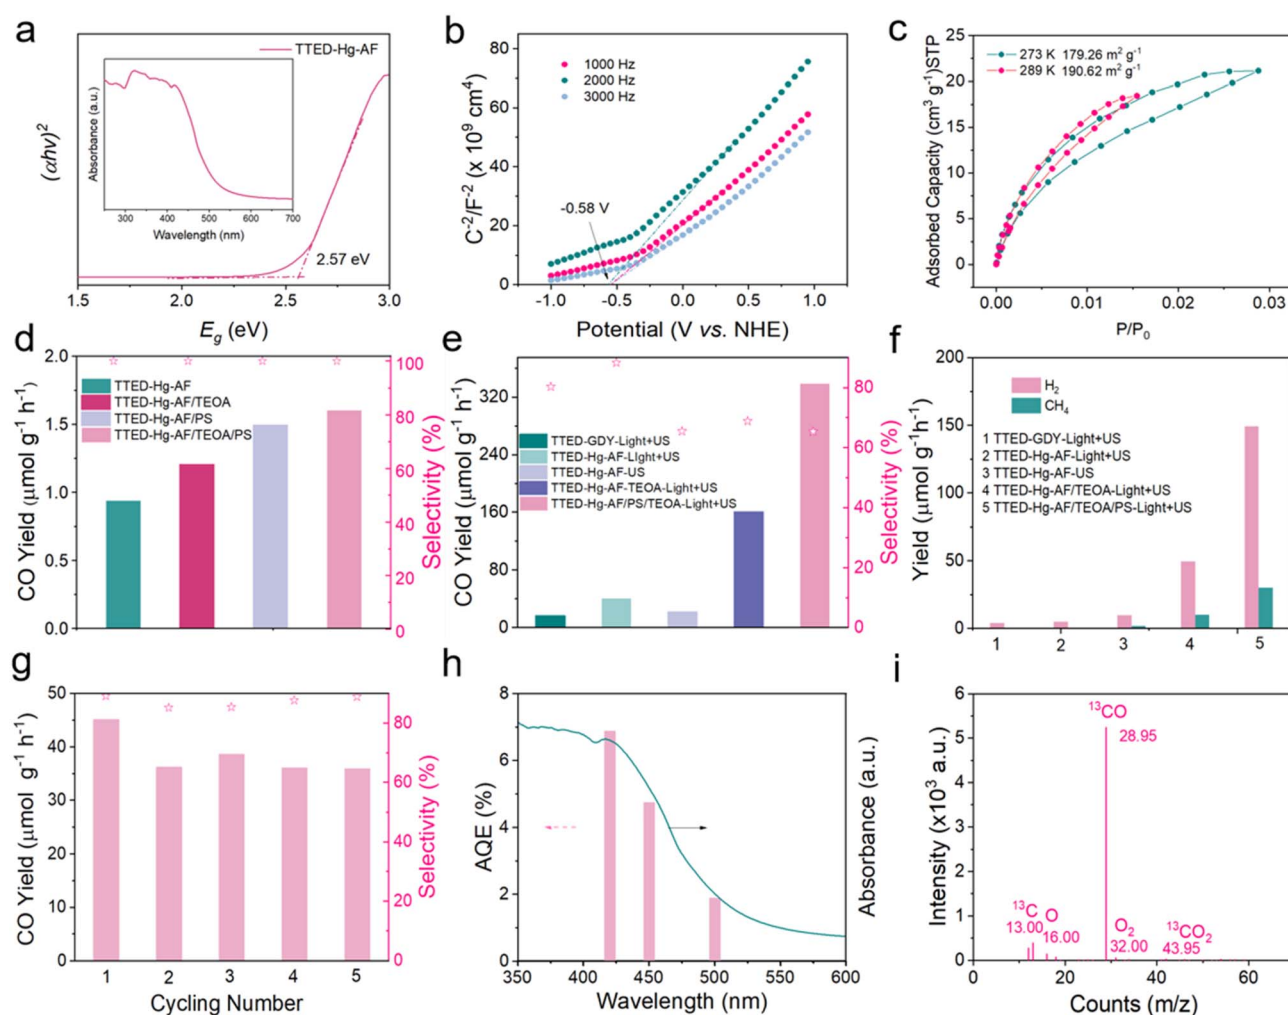 a
TTED-Hg-AF
(αhν)²
Absorbance (a.u.)
300 400 500 600 700
Wavelength (nm)
2.57 eV
1.5 2.0 2.5 3.0
Eg (eV)
b
1000 Hz
2000 Hz
3000 Hz
C⁻²/F⁻² (x 10⁹ cm⁴)
80
60
40
20
0
-0.58 V
-1.0 -0.5 0.0 0.5 1.0
Potential (V vs. NHE)
c
273 K 179.26 m² g⁻¹
289 K 190.62 m² g⁻¹
Adsorbed Capacity (cm³ g⁻¹)STP
25
20
15
10
5
0
0.00 0.01 0.02 0.03
P/P₀
d
TTED-Hg-AF
TTED-Hg-AF/TEOA
TTED-Hg-AF/PS
TTED-Hg-AF/TEOA/PS
CO Yield (μmol g⁻¹ h⁻¹)
2.0
1.5
1.0
0.5
0.0
Selectivity (%)
100
80
60
40
20
0
e
TTED-GDY-Light+US
TTED-Hg-AF-LIght+US
TTED-Hg-AF-US
TTED-Hg-AF-TEOA-Light+US
TTED-Hg-AF/PS/TEOA-Light+US
CO Yield (μmol g⁻¹ h⁻¹)
320
240
160
80
0
Selectivity (%)
80
60
40
20
0
f
H₂
CH₄
1 TTED-GDY-Light+US
2 TTED-Hg-AF-Light+US
3 TTED-Hg-AF-US
4 TTED-Hg-AF/TEOA-Light+US
5 TTED-Hg-AF/TEOA/PS-Light+US
Yield (μmol g⁻¹h⁻¹)
200
150
100
50
0
1 2 3 4 5
g
CO Yield (μmol g⁻¹ h⁻¹)
50
45
40
35
30
25
20
15
10
5
0
Selectivity (%)
80
60
40
20
0
1 2 3 4 5
Cycling Number
h
AQE (%)
8
6
4
2
0
Absorbance (a.u.)
350 400 450 500 550 600
Wavelength (nm)
i
Intensity (x10³ a.u.)
6
5
4
3
2
1
0
¹³CO
28.95
¹³C
13.00
O
16.00
O₂
32.00
¹³CO₂
43.95
0 20 40 60
Counts (m/z)